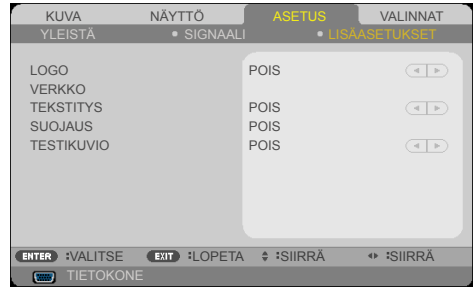 KUVA NÄYTTÖ ASETUS VALINNAT
YLEISTÄ • SIGNAALI • LISÄASETUKSET
LOGO POIS
VERKKO
TEKSTITYS POIS
SUOJAUS POIS
TESTIKUVIO POIS
ENTER :VALITSE EXIT :LOPETA :SIIRRÄ :SIIRRÄ
TIETOKONE